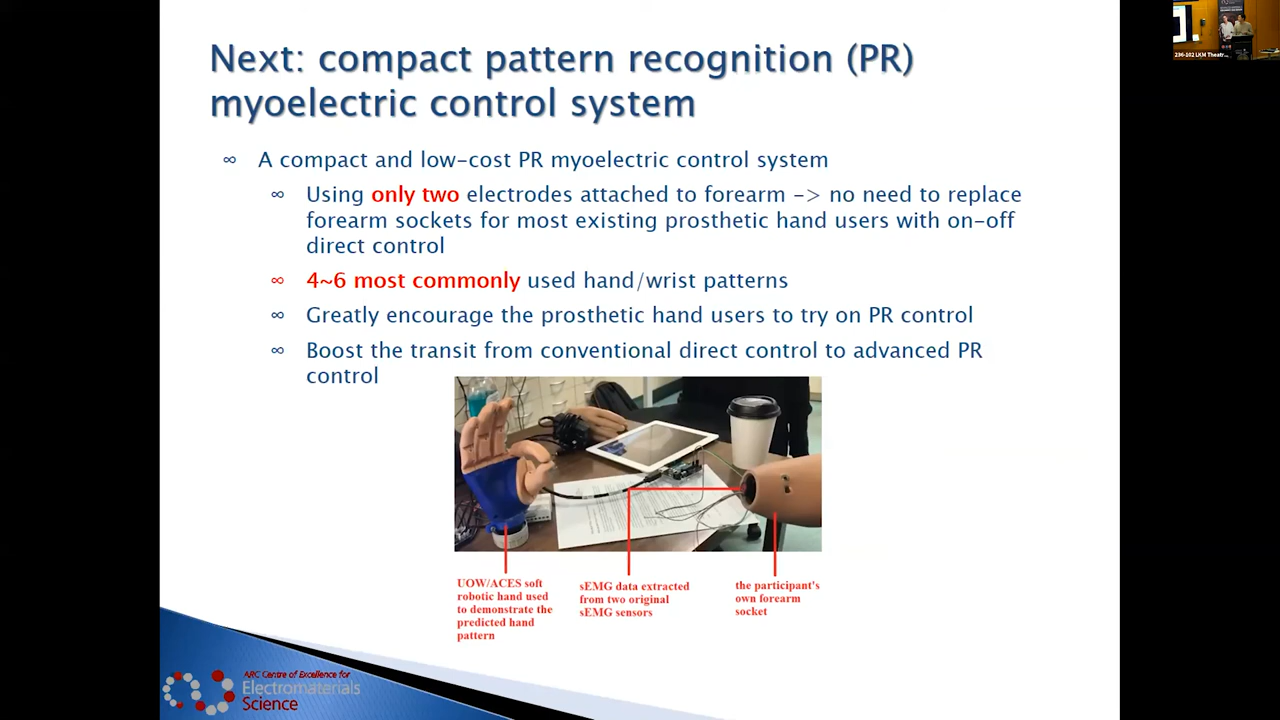 Next: compact pattern recognition (PR)
myoelectric control system
∞ A compact and low-cost PR myoelectric control system
∞ Using only two electrodes attached to forearm -> no need to replace
forearm sockets for most existing prosthetic hand users with on-off
direct control
∞ 4~6 most commonly used hand/wrist patterns
∞ Greatly encourage the prosthetic hand users to try on PR control
∞ Boost the transit from conventional direct control to advanced PR
control
UOW/ACES soft
robotic hand used
to demonstrate the
predicted hand
pattern
sEMG data extracted
from two original
sEMG sensors
the participant's
own forearm
socket
ARC Centre of Excellence for
Electromaterials
Science
236-102 LKM Theatr...